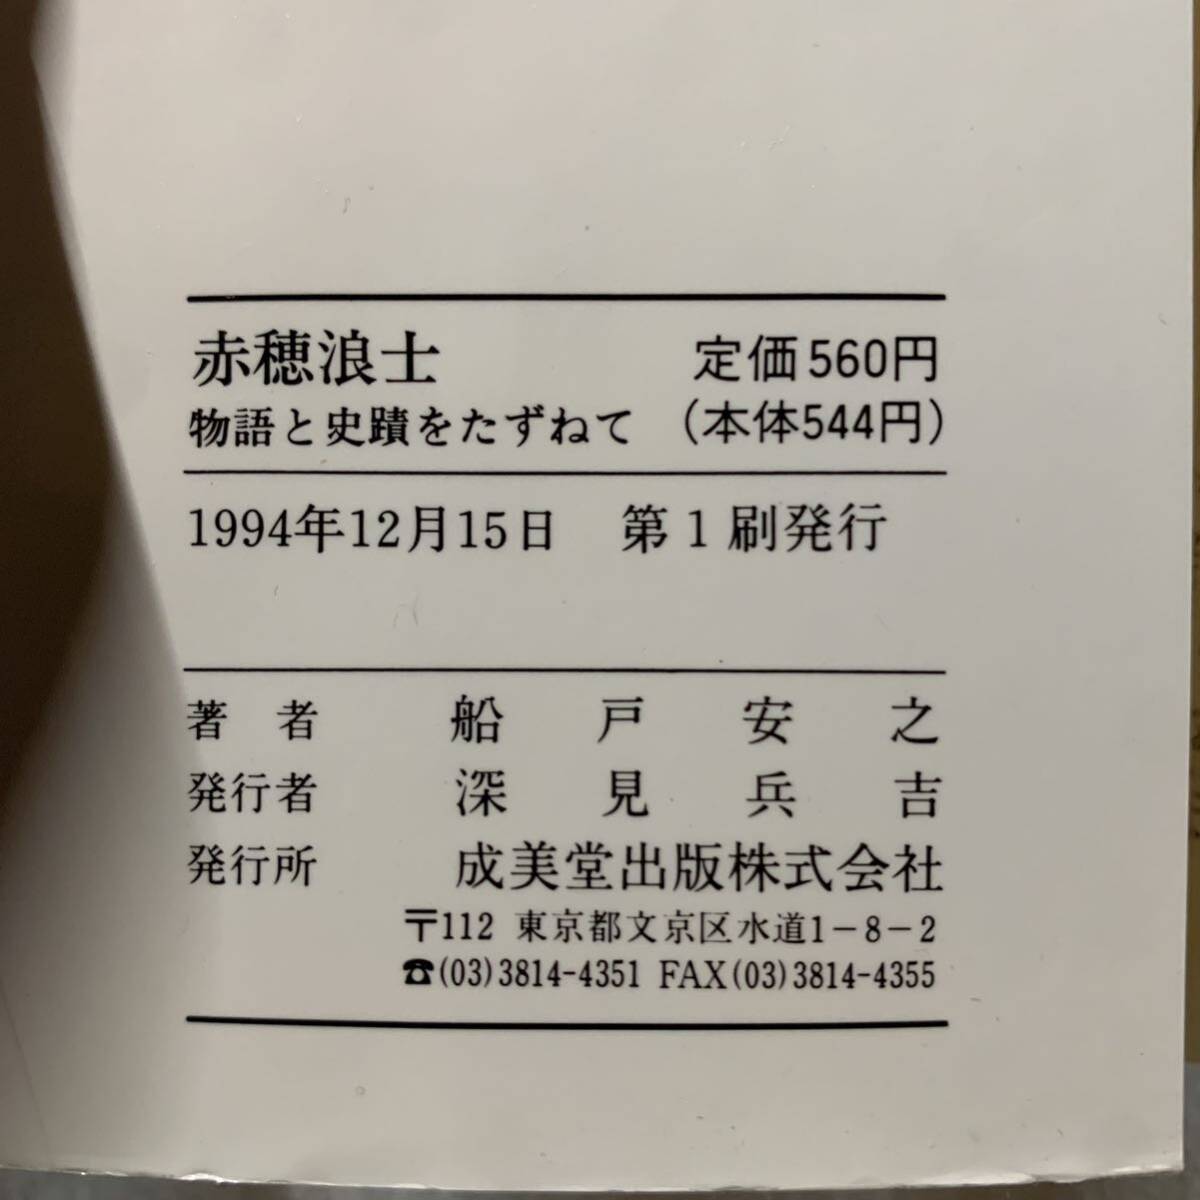 赤穂浪士 定価560円
物語と史蹟をたずねて (本体544円)
1994年12月15日 第1刷発行
著者 船戸安之
発行者 深見兵吉
発行所 成美堂出版株式会社
〒112 東京都文京区水道1-8-2
☎(03)3814-4351 FAX(03)3814-4355